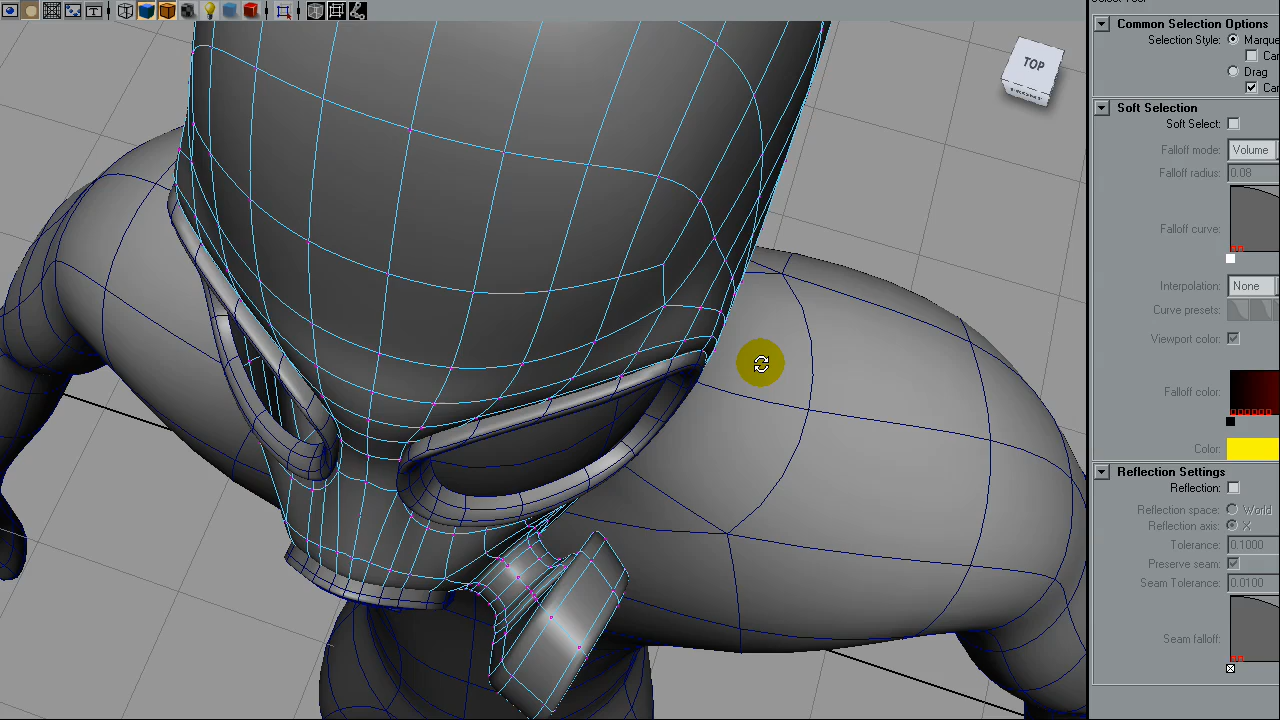 TOP
Common Selection Options
Selection Style:
Marque
Car
Drag
Car
Soft Selection
Soft Select:
Falloff mode: Volume
Falloff radius: 0.08
Falloff curve:
Interpolation: None
Curve presets:
Viewport color:
Falloff color:
Color:
Reflection Settings
Reflection:
Reflection space: World
Reflection axis: X
Tolerance: 0.1000
Preserve seam:
Seam Tolerance: 0.0100
Seam falloff: